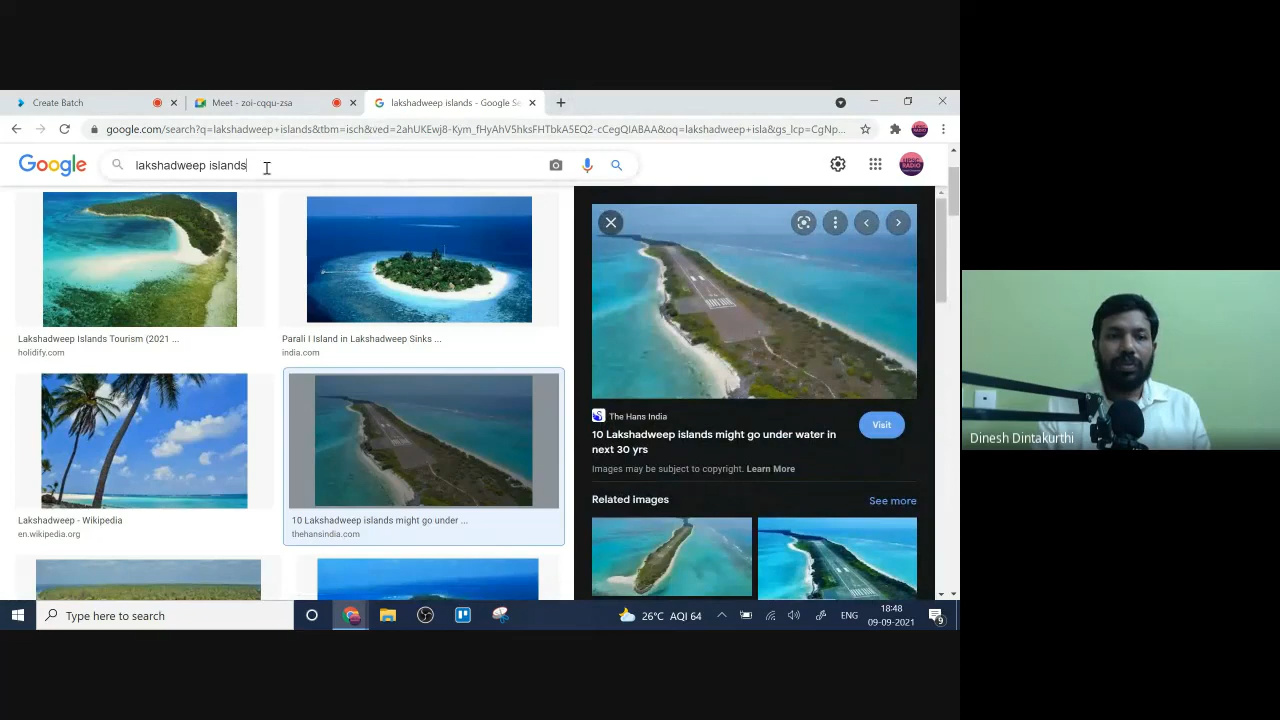 Create Batch
Meet - zoi-cqqu-zsa
lakshadweep islands - Google Se
google.com/search?q=lakshadweep+islands&tbm=isch&ved=2ahUKEwj8-Kym_fHyAhV5hksFHTbkA5EQ2-cCegQIABAA&oq=lakshadweep+isla&gs_lcp=CgNp...
Google
lakshadweep islands
UPSC RADIO
Lakshadweep Islands Tourism (2021 ...
holidify.com
Parali I Island in Lakshadweep Sinks ...
india.com
Lakshadweep - Wikipedia
en.wikipedia.org
10 Lakshadweep islands might go under ...
thehansindia.com
The Hans India
10 Lakshadweep islands might go under water in
next 30 yrs
Visit
Images may be subject to copyright. Learn More
Related images
See more
Dinesh Dintakurthi
Type here to search
26°C AQI 64
ENG
18:48
09-09-2021
9